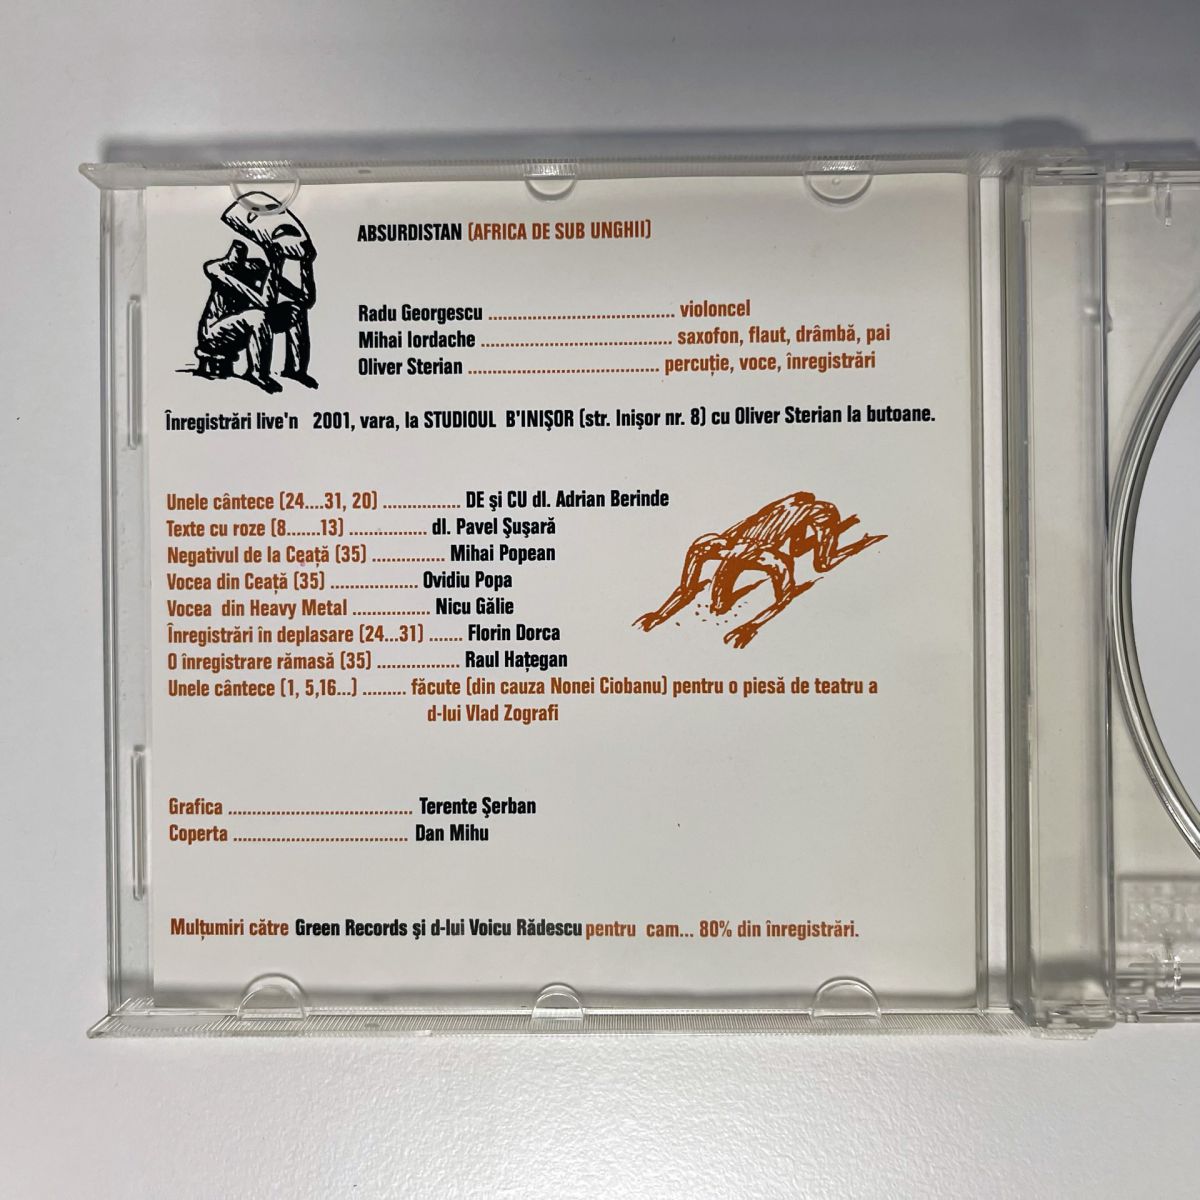 ABSURDISTAN (AFRICA DE SUB UNGHII)
Radu Georgescu ........................................ violoncel
Mihai Iordache ......................................... saxofon, flaut, drâmbă, pai
Oliver Sterian ......................................... percuție, voce, înregistrări
Înregistrări live'n 2001, vara, la STUDIOUL B'INIŞOR (str. Inişor nr. 8) cu Oliver Sterian la butoane.
Unele cântece (24....31, 20) ................ DE şi CU dl. Adrian Berinde
Texte cu roze (8.......13) ................ dl. Pavel Şuşară
Negativul de la Ceață (35) ............... Mihai Popean
Vocea din Ceață (35) .................. Ovidiu Popa
Vocea din Heavy Metal ................ Nicu Gălie
Înregistrări în deplasare (24...31) ....... Florin Dorca
O înregistrare rămasă (35) ................. Raul Hațegan
Unele cântece (1, 5,16...) ......... făcute (din cauza Nonei Ciobanu) pentru o piesă de teatru a
d-lui Vlad Zografi
Grafica ....................................... Terente Şerban
Coperta ..................................... Dan Mihu
Mulțumiri către Green Records şi d-lui Voicu Rădescu pentru cam... 80% din înregistrări.